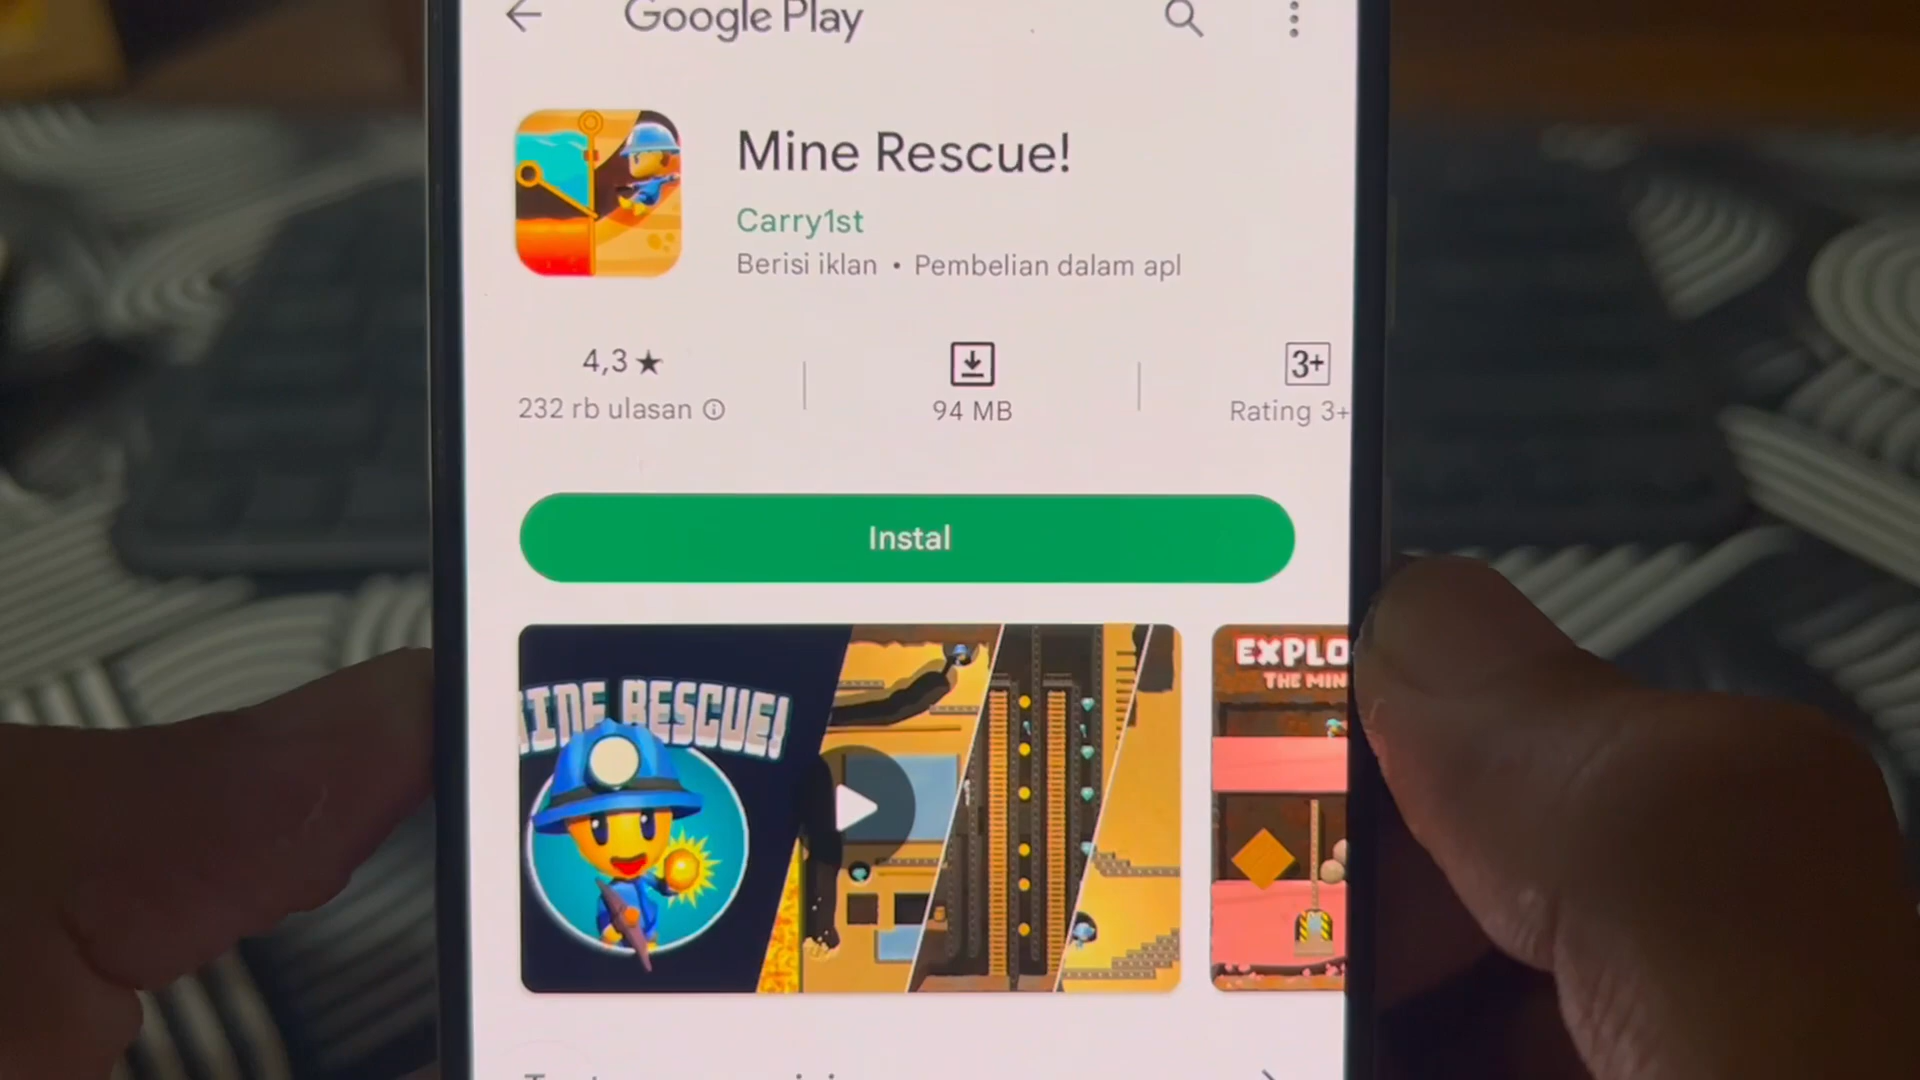 Google Play
Mine Rescue!
Carry1st
Berisi iklan • Pembelian dalam apl
4,3 ★
232 rb ulasan
94 MB
3+
Rating 3+
Instal
MINE RESCUE!
EXPLO
THE MIN